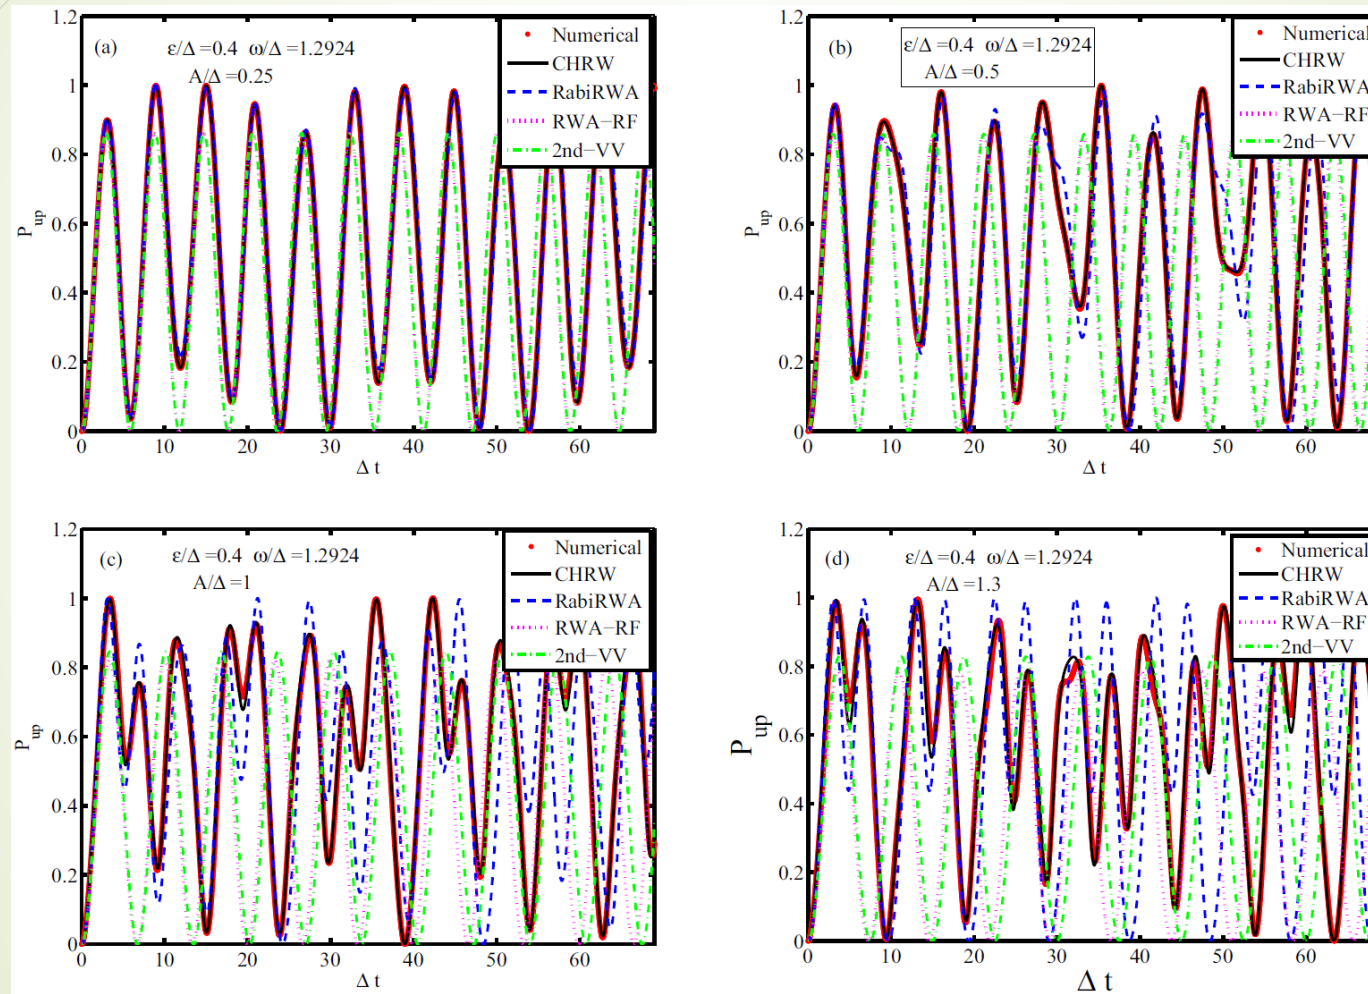 1.2
1
0.8
0.6
0.4
0.2
0
P_up
(a)
ε/Δ=0.4 ω/Δ=1.2924
A/Δ=0.25
Numerical
CHRW
RabiRWA
RWA−RF
2nd−VV
0 10 20 30 40 50 60
Δ t
1.2
1
0.8
0.6
0.4
0.2
0
P_up
(b)
ε/Δ=0.4 ω/Δ=1.2924
A/Δ=0.5
Numerical
CHRW
RabiRWA
RWA−RF
2nd−VV
0 10 20 30 40 50 60
Δ t
1.2
1
0.8
0.6
0.4
0.2
0
P_up
(c)
ε/Δ=0.4 ω/Δ=1.2924
A/Δ=1
Numerical
CHRW
RabiRWA
RWA−RF
2nd−VV
0 10 20 30 40 50 60
Δ t
1.2
1
0.8
0.6
0.4
0.2
0
P_up
(d)
ε/Δ=0.4 ω/Δ=1.2924
A/Δ=1.3
Numerical
CHRW
RabiRWA
RWA−RF
2nd−VV
0 10 20 30 40 50 60
Δ t